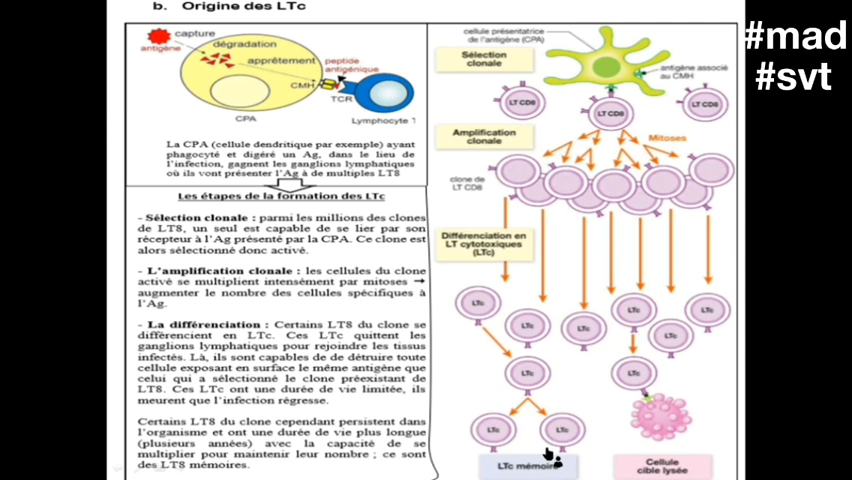 b. Origine des LTc
#mad
#svt
capture
antigène
dégradation
apprêtement
peptide
antigénique
CMH
TCR
CPA
Lymphocyte T
La CPA (cellule dendritique par exemple) ayant
phagocyté et digéré un Ag, dans le lieu de
l'infection, gagnent les ganglions lymphatiques
où ils vont présenter l'Ag à de multiples LT8
Les étapes de la formation des LTc
- Sélection clonale : parmi les millions des clones
de LT8, un seul est capable de se lier par son
récepteur à l'Ag présenté par la CPA. Ce clone est
alors sélectionné donc activé.
- L'amplification clonale : les cellules du clone
activé se multiplient intensément par mitoses →
augmenter le nombre des cellules spécifiques à
l'Ag.
- La différenciation : Certains LT8 du clone se
différencient en LTc. Ces LTC quittent les
ganglions lymphatiques pour rejoindre les tissus
infectés. Là, ils sont capables de de détruire toute
cellule exposant en surface le même antigène que
celui qui a sélectionné le clone préexistant de
LT8. Ces LTc ont une durée de vie limitée, ils
meurent que l'infection régresse.
Certains LT8 du clone cependant persistent dans
l'organisme et ont une durée de vie plus longue
(plusieurs années) avec la capacité de se
multiplier pour maintenir leur nombre ; ce sont
des LT8 mémoires.
cellule présentatrice
de l'antigène (CPA)
Sélection
clonale
antigène associé
au CMH
LT CD8
LT CD8
LT CD8
Amplification
clonale
Mitoses
clone de
LT CD8
Différenciation en
LT cytotoxiques
(LTc)
LTc
LTc
LTc
LTc
LTc
LTc
LTc
LTc
LTc
LTc
LTc mémoire
Cellule
cible lysée